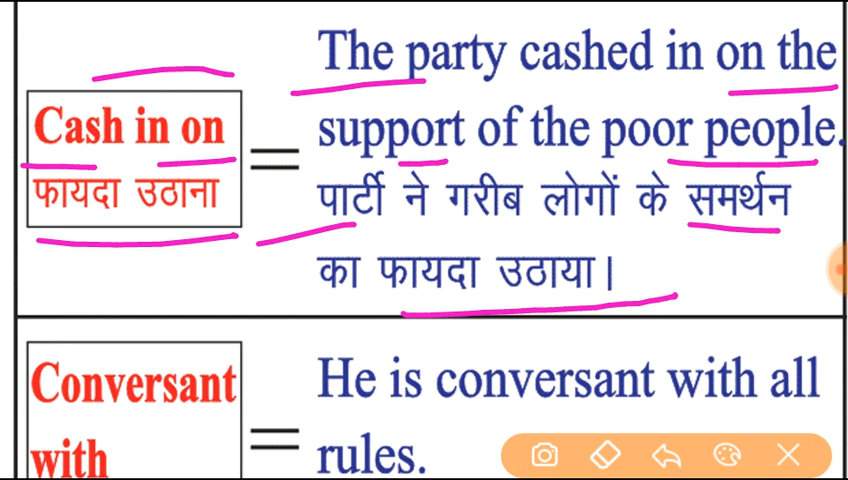 The party cashed in on the
Cash in on
support of the poor people.
=
फायदा उठाना
पार्टी ने गरीब लोगों के समर्थन
का फायदा उठाया।
Conversant
He is conversant with all
=
with
rules.